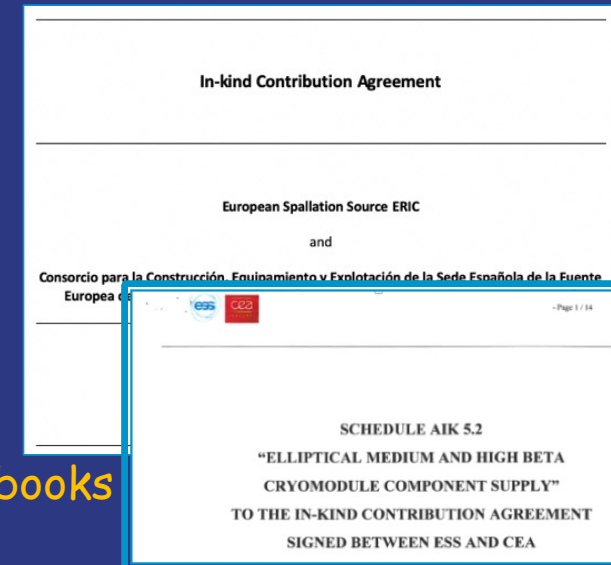 In-kind Contribution Agreement
European Spallation Source ERIC
and
Consorcio para la Construcción, Equipamiento y Explotación de la Sede Española de la Fuente
Europea
ess cea
- Page 1 / 14
SCHEDULE AIK 5.2
“ELLIPTICAL MEDIUM AND HIGH BETA
CRYOMODULE COMPONENT SUPPLY”
TO THE IN-KIND CONTRIBUTION AGREEMENT
SIGNED BETWEEN ESS AND CEA
books